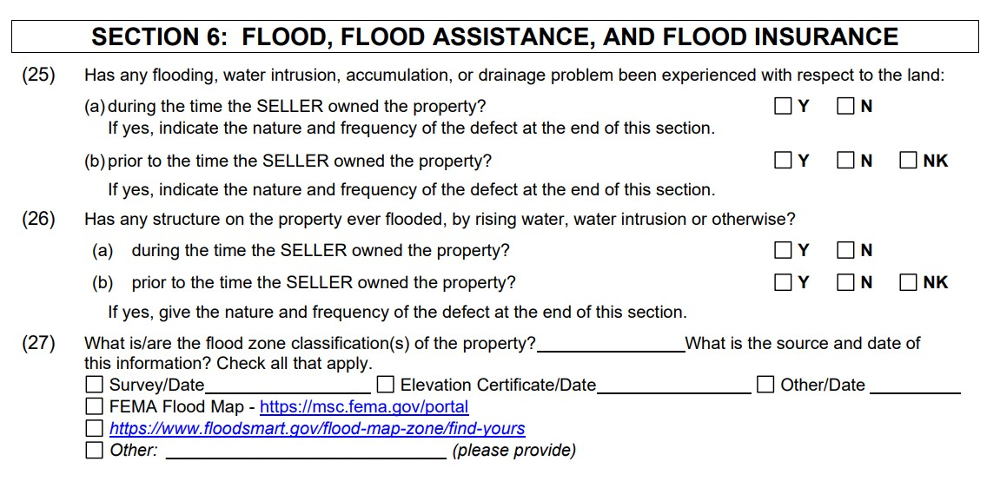 SECTION 6: FLOOD, FLOOD ASSISTANCE, AND FLOOD INSURANCE
(25) Has any flooding, water intrusion, accumulation, or drainage problem been experienced with respect to the land:
(a) during the time the SELLER owned the property? ☐ Y ☐ N
If yes, indicate the nature and frequency of the defect at the end of this section.
(b) prior to the time the SELLER owned the property? ☐ Y ☐ N ☐ NK
If yes, indicate the nature and frequency of the defect at the end of this section.
(26) Has any structure on the property ever flooded, by rising water, water intrusion or otherwise?
(a) during the time the SELLER owned the property? ☐ Y ☐ N
(b) prior to the time the SELLER owned the property? ☐ Y ☐ N ☐ NK
If yes, give the nature and frequency of the defect at the end of this section.
(27) What is/are the flood zone classification(s) of the property?________________What is the source and date of
this information? Check all that apply.
☐ Survey/Date__________________ ☐ Elevation Certificate/Date________________ ☐ Other/Date __________
☐ FEMA Flood Map - https://msc.fema.gov/portal
☐ https://www.floodsmart.gov/flood-map-zone/find-yours
☐ Other: ______________________________ (please provide)